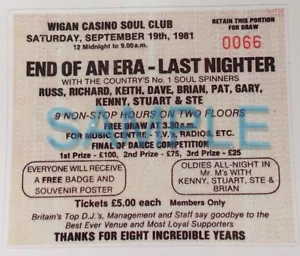 WIGAN CASINO SOUL CLUB
SATURDAY, SEPTEMBER 19th, 1981
12 Midnight to 9.00a.m.
RETAIN THIS PORTION
FOR DRAW
0066
END OF AN ERA - LAST NIGHTER
WITH THE COUNTRY'S No. 1 SOUL SPINNERS
RUSS, RICHARD, KEITH, DAVE, BRIAN, PAT, GARY,
KENNY, STUART & STE
SAMPLE
9 NON-STOP HOURS ON TWO FLOORS
FREE DRAW AT 3.30a.m.
FOR MUSIC CENTRE - T.V's, RADIOS, ETC.
FINAL OF DANCE COMPETITION
1st Prize - £100, 2nd Prize - £75, 3rd Prize - £25
EVERYONE WILL RECEIVE
A FREE BADGE AND
SOUVENIR POSTER
OLDIES ALL-NIGHT IN
Mr. M's WITH
KENNY, STUART, STE &
BRIAN
Tickets £5.00 each Members Only
Britain's Top D.J.'s, Management and Staff say goodbye to the
Best Ever Venue and Most Loyal Supporters
THANKS FOR EIGHT INCREDIBLE YEARS